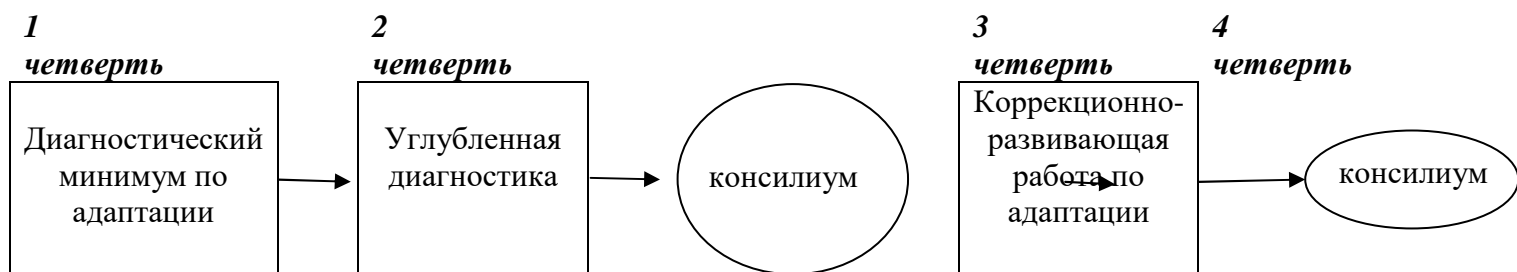 1
четверть
2
четверть
3
четверть
4
четверть
Диагностический
минимум по
адаптации
Углубленная
диагностика
консилиум
Коррекционно-
развивающая
работа по
адаптации
консилиум